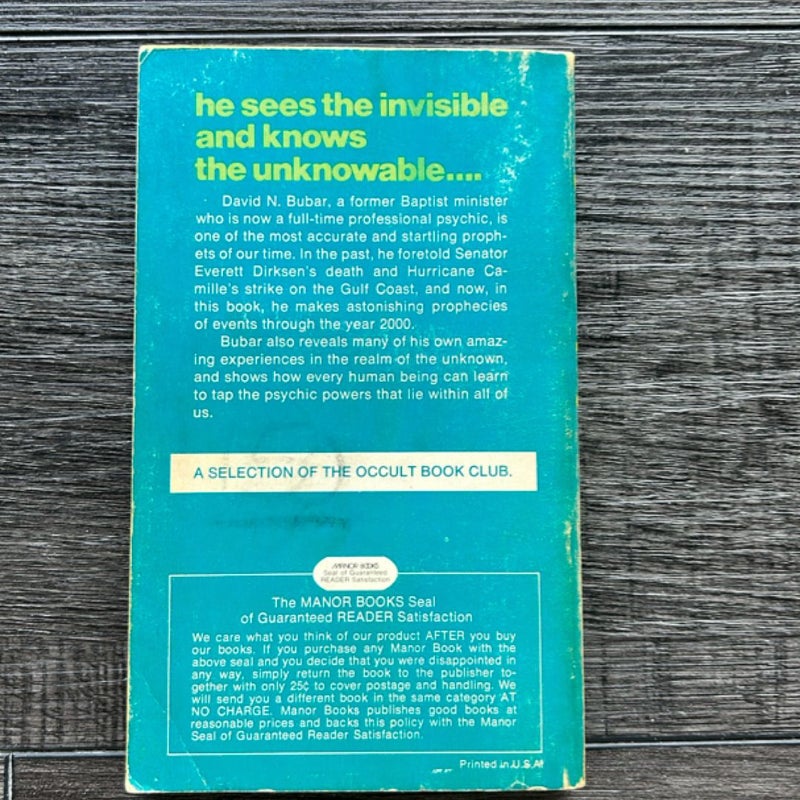 he sees the invisible
and knows
the unknowable....
David N. Bubar, a former Baptist minister
who is now a full-time professional psychic, is
one of the most accurate and startling proph-
ets of our time. In the past, he foretold Senator
Everett Dirksen's death and Hurricane Ca-
mille's strike on the Gulf Coast, and now, in
this book, he makes astonishing prophecies
of events through the year 2000.
Bubar also reveals many of his own amaz-
ing experiences in the realm of the unknown,
and shows how every human being can learn
to tap the psychic powers that lie within all of
us.
A SELECTION OF THE OCCULT BOOK CLUB.
MANOR BOOKS
Seal of Guaranteed
READER Satisfaction
The MANOR BOOKS Seal
of Guaranteed READER Satisfaction
We care what you think of our product AFTER you buy
our books. If you purchase any Manor Book with the
above seal and you decide that you were disappointed in
any way, simply return the book to the publisher to-
gether with only 25¢ to cover postage and handling. We
will send you a different book in the same category AT
NO CHARGE. Manor Books publishes good books at
reasonable prices and backs this policy with the Manor
Seal of Guaranteed Reader Satisfaction.
Printed in U.S.A.